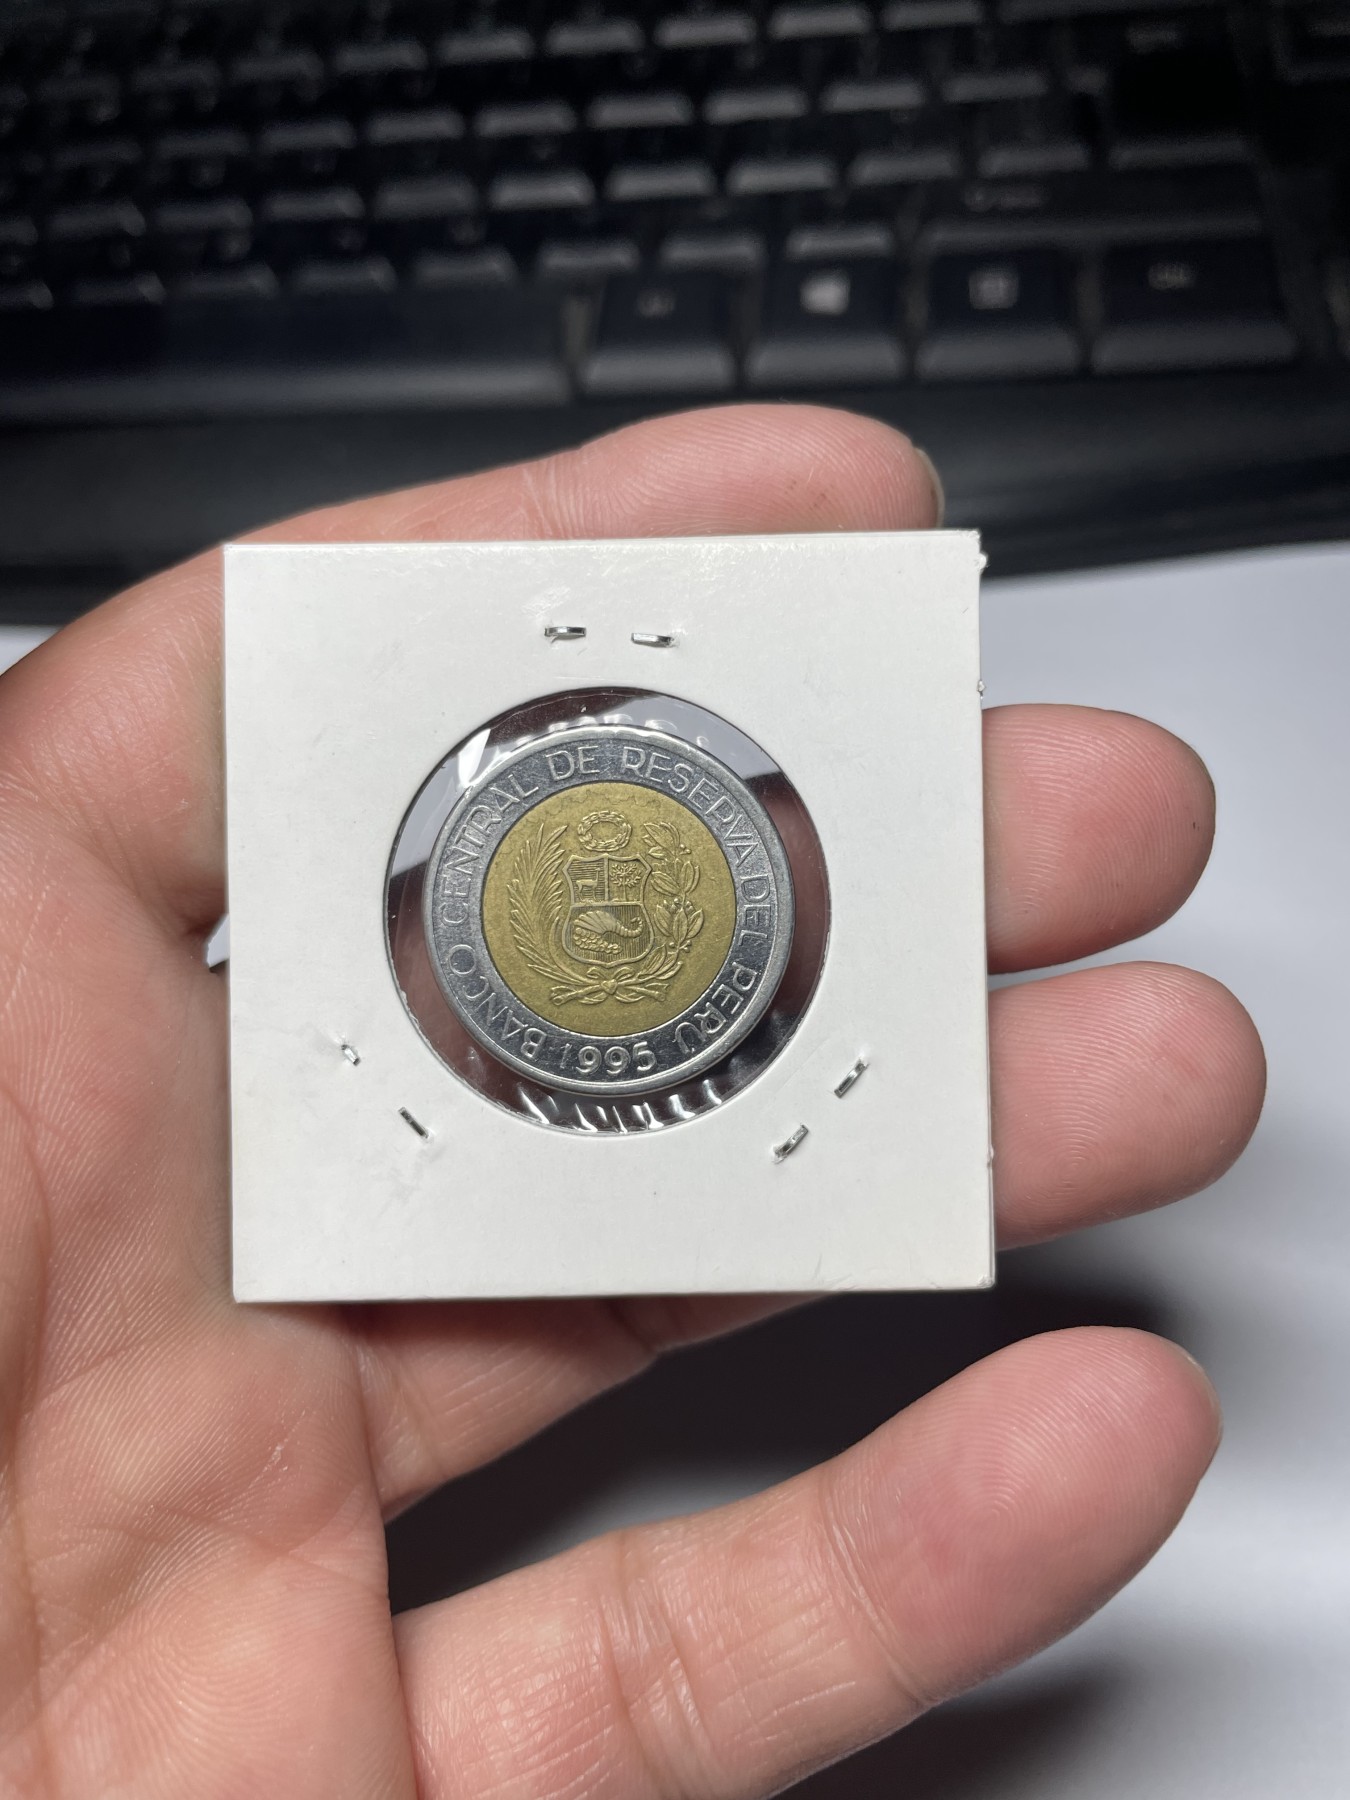 BANCO CENTRAL DE RESERVA DEL PERU
1995